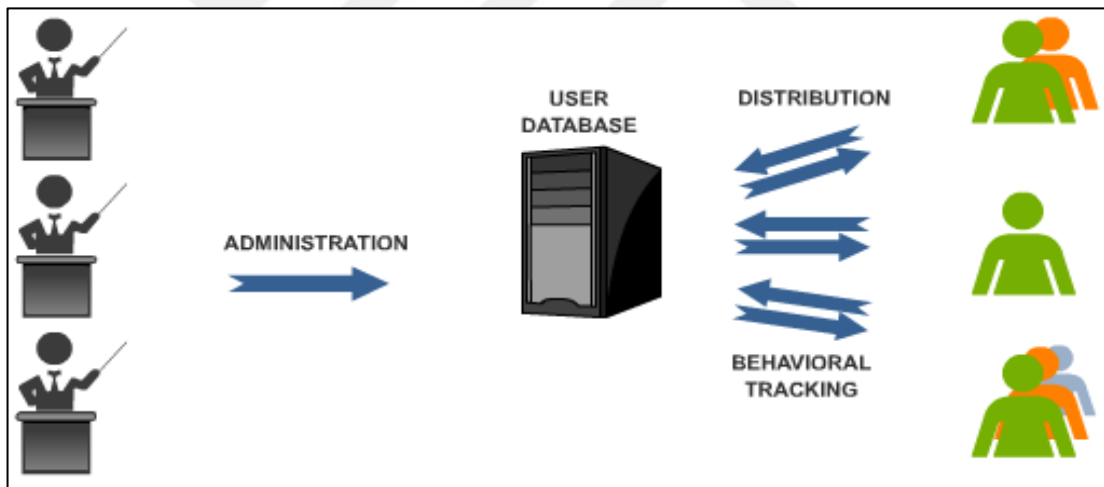 USER
DATABASE
DISTRIBUTION
ADMINISTRATION
BEHAVIORAL
TRACKING